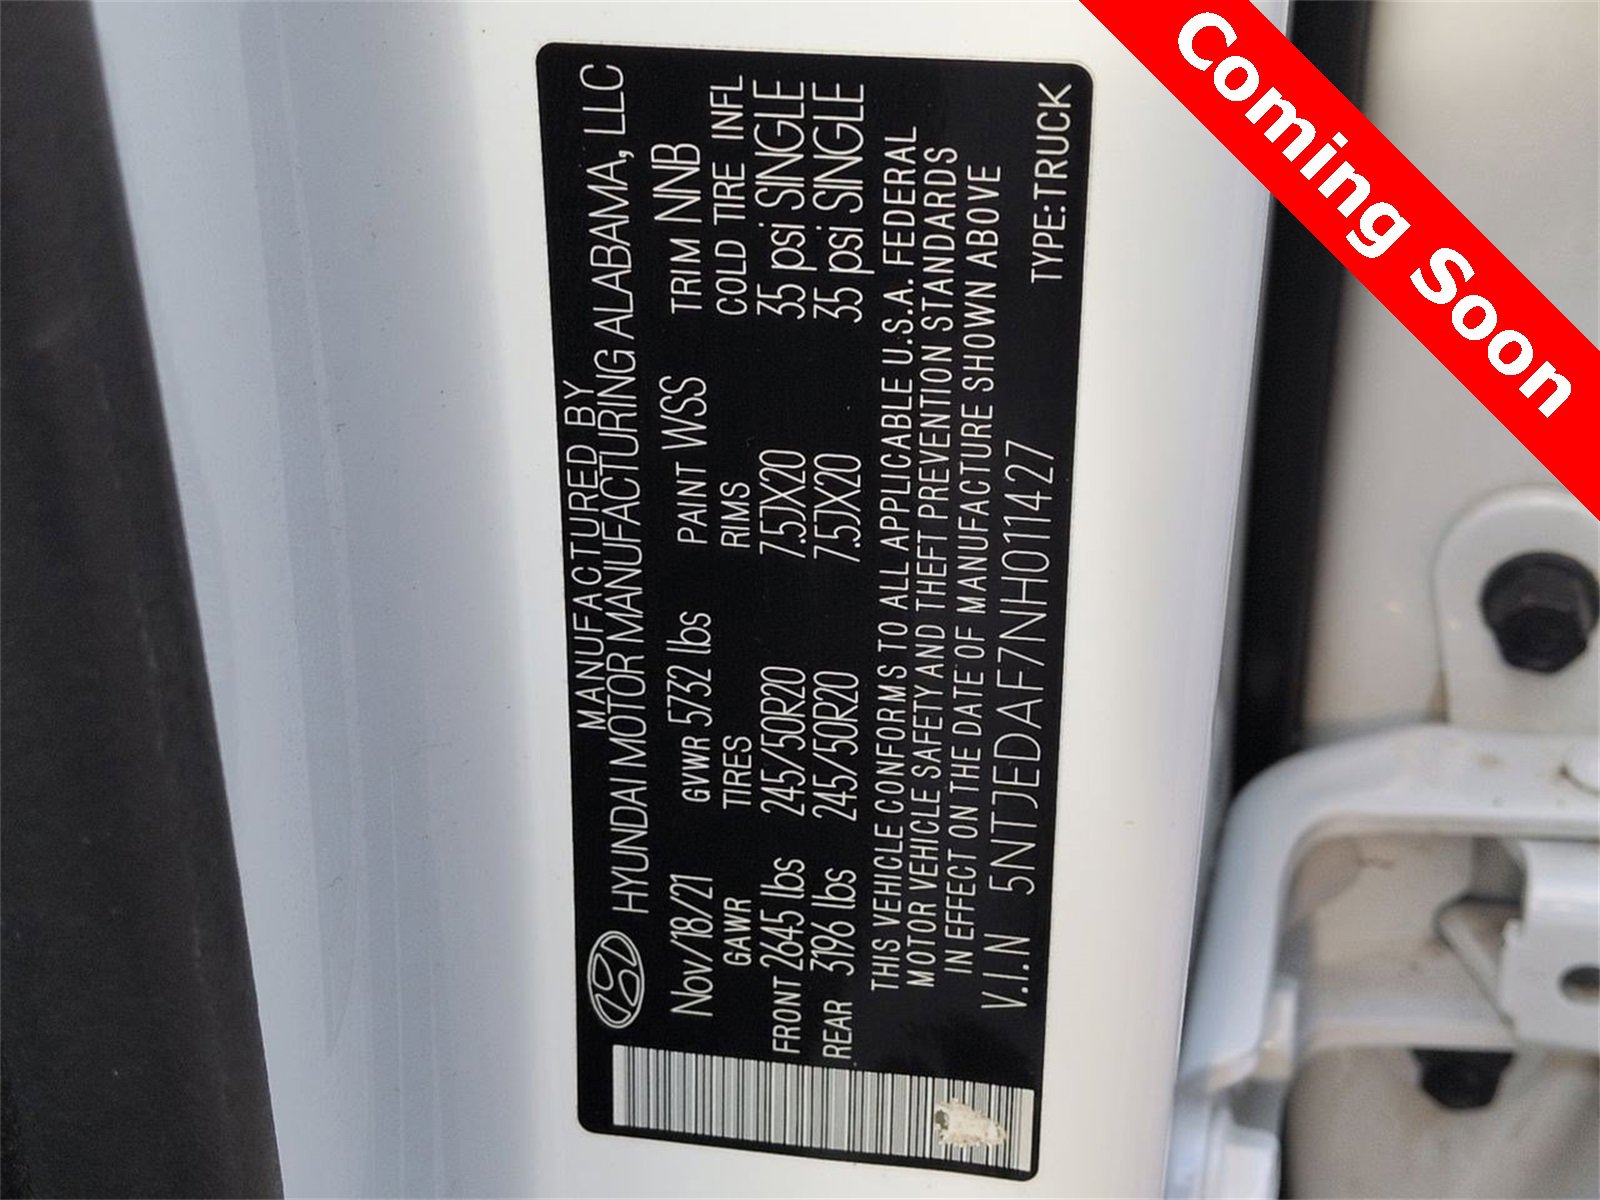 MANUFACTURED BY
HYUNDAI MOTOR MANUFACTURING ALABAMA, LLC
Nov/18/21 GVWR 5732 lbs PAINT WSS TRIM NNB
GAWR TIRES RIMS COLD TIRE INFL
FRONT 2645 lbs 245/50R20 7.5JX20 35 psi SINGLE
REAR 3196 lbs 245/50R20 7.5JX20 35 psi SINGLE
THIS VEHICLE CONFORMS TO ALL APPLICABLE U.S.A. FEDERAL
MOTOR VEHICLE SAFETY AND THEFT PREVENTION STANDARDS
IN EFFECT ON THE DATE OF MANUFACTURE SHOWN ABOVE
V.I.N 5NTJEDAF7NH011427 TYPE:TRUCK
Coming Soon